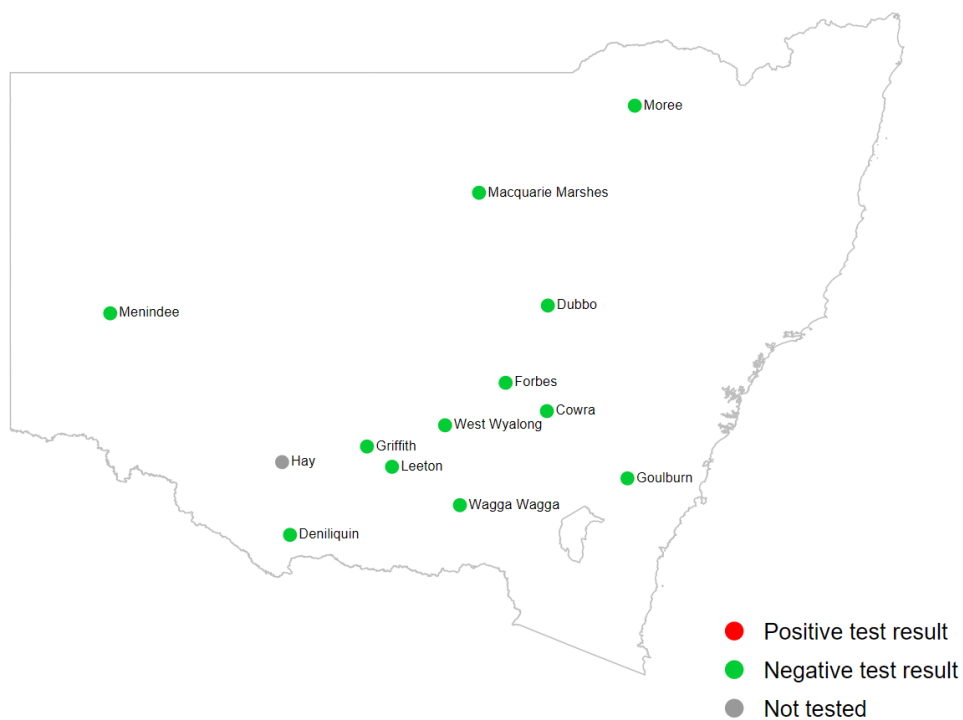 Moree
Macquarie Marshes
Dubbo
Menindee
Forbes
Cowra
West Wyalong
Griffith
Hay
Leeton
Goulburn
Wagga Wagga
Deniliquin
Positive test result
Negative test result
Not tested